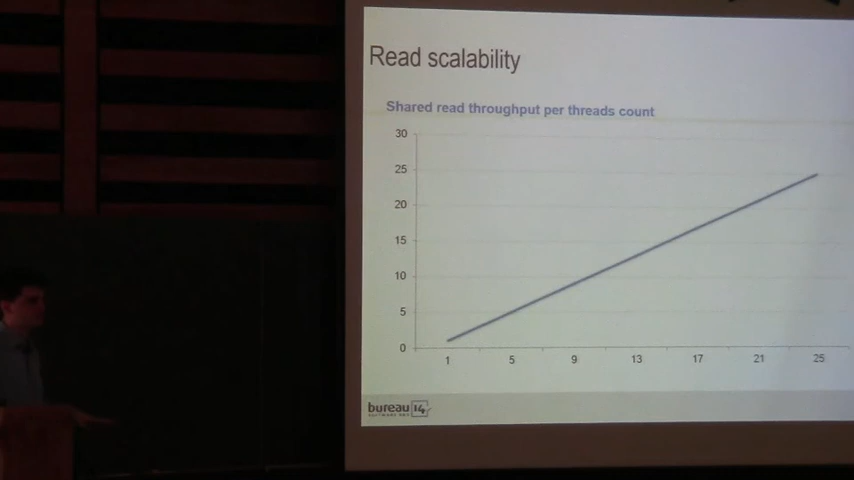 Read scalability
Shared read throughput per threads count
30
25
20
15
10
5
0
1 5 9 13 17 21 25
bureau 14